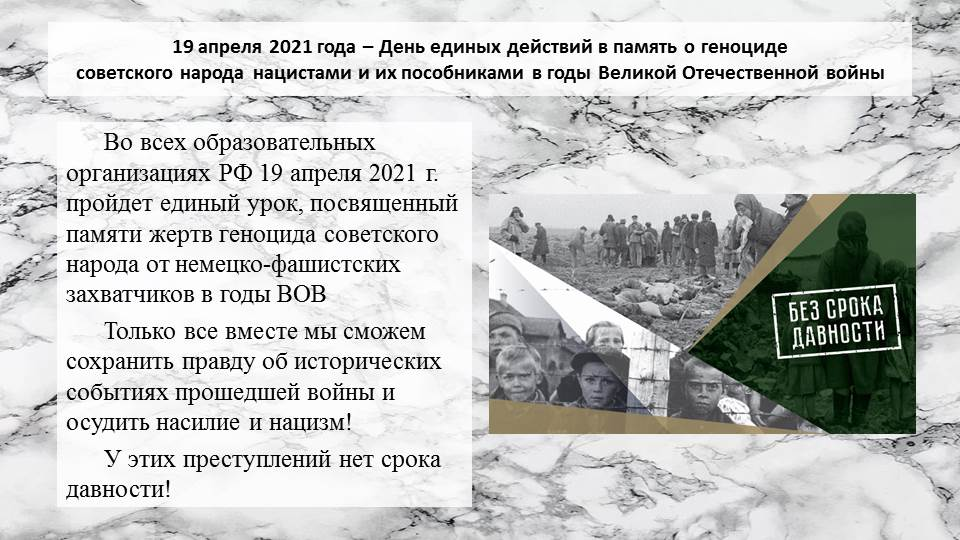 19 апреля 2021 года – День единых действий в память о геноциде
советского народа нацистами и их пособниками в годы Великой Отечественной войны
Во всех образовательных
организациях РФ 19 апреля 2021 г.
пройдет единый урок, посвященный
памяти жертв геноцида советского
народа от немецко-фашистских
захватчиков в годы ВОВ
Только все вместе мы сможем
сохранить правду об исторических
событиях прошедшей войны и
осудить насилие и нацизм!
У этих преступлений нет срока
давности!
БЕЗ СРОКА
ДАВНОСТИ